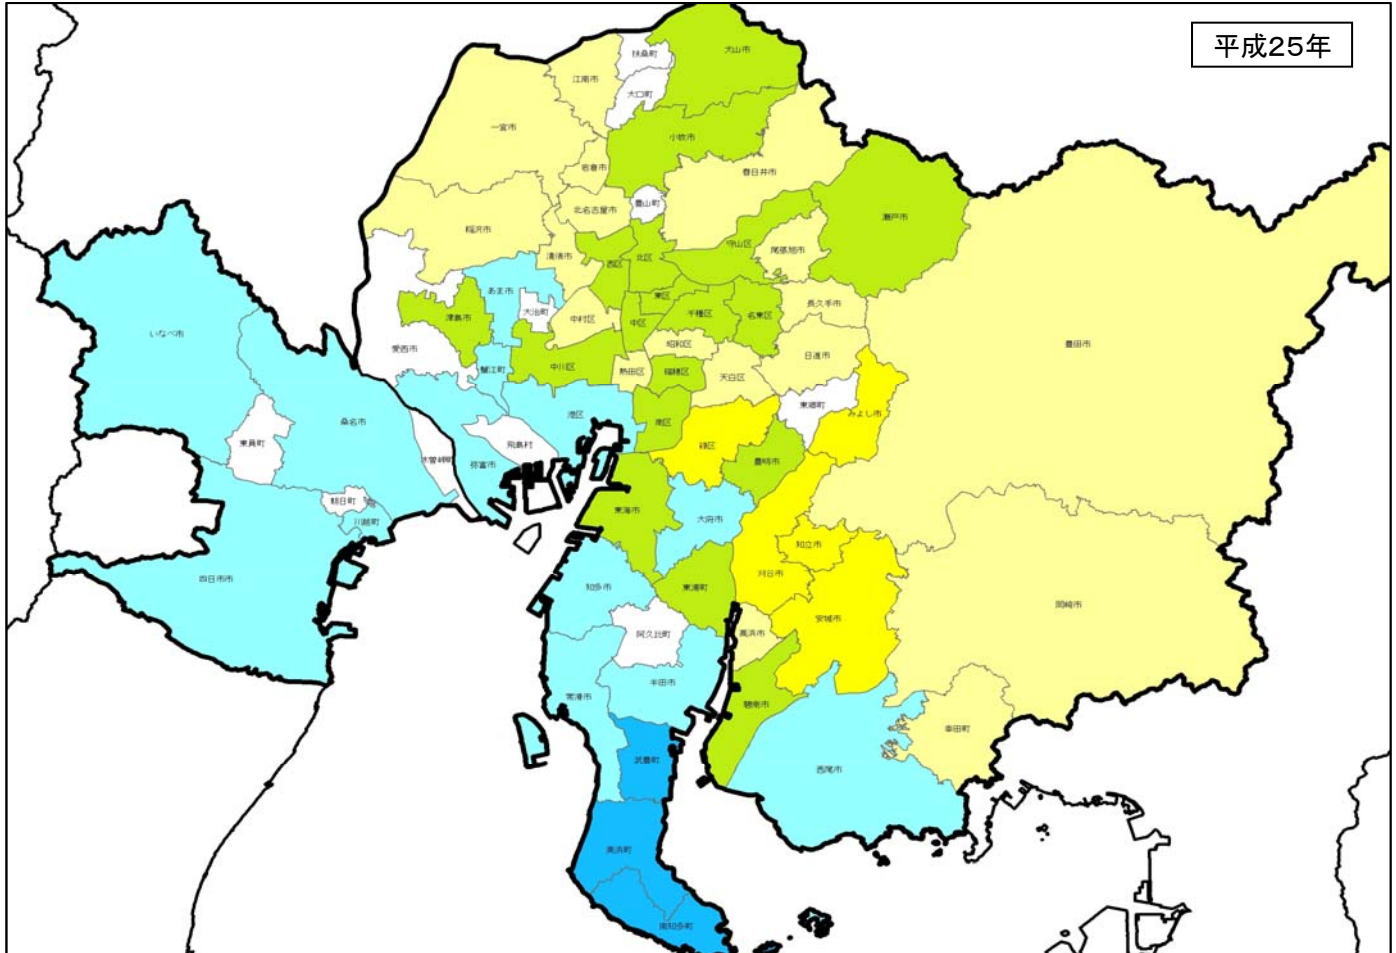 平成25年
扶桑町
犬山市
江南市
大口町
一宮市
小牧市
岩倉市
春日井市
豊山町
北名古屋市
瀬戸市
稲沢市
守山区
尾張旭市
清須市
西区
北区
あま市
東区
長久手市
大治町
津島市
中村区
中区
千種区
名東区
いなべ市
豊田市
昭和区
愛西市
日進市
蟹江町
中川区
熱田区
瑞穂区
天白区
東郷町
みよし市
港区
桑名市
南区
緑区
東員町
飛島村
木曽岬町
弥富市
豊明市
朝日町
東海市
大府市
川越町
知立市
四日市市
刈谷市
知多市
東浦町
岡崎市
安城市
阿久比町
高浜市
半田市
常滑市
碧南市
幸田町
武豊町
西尾市
美浜町
南知多町